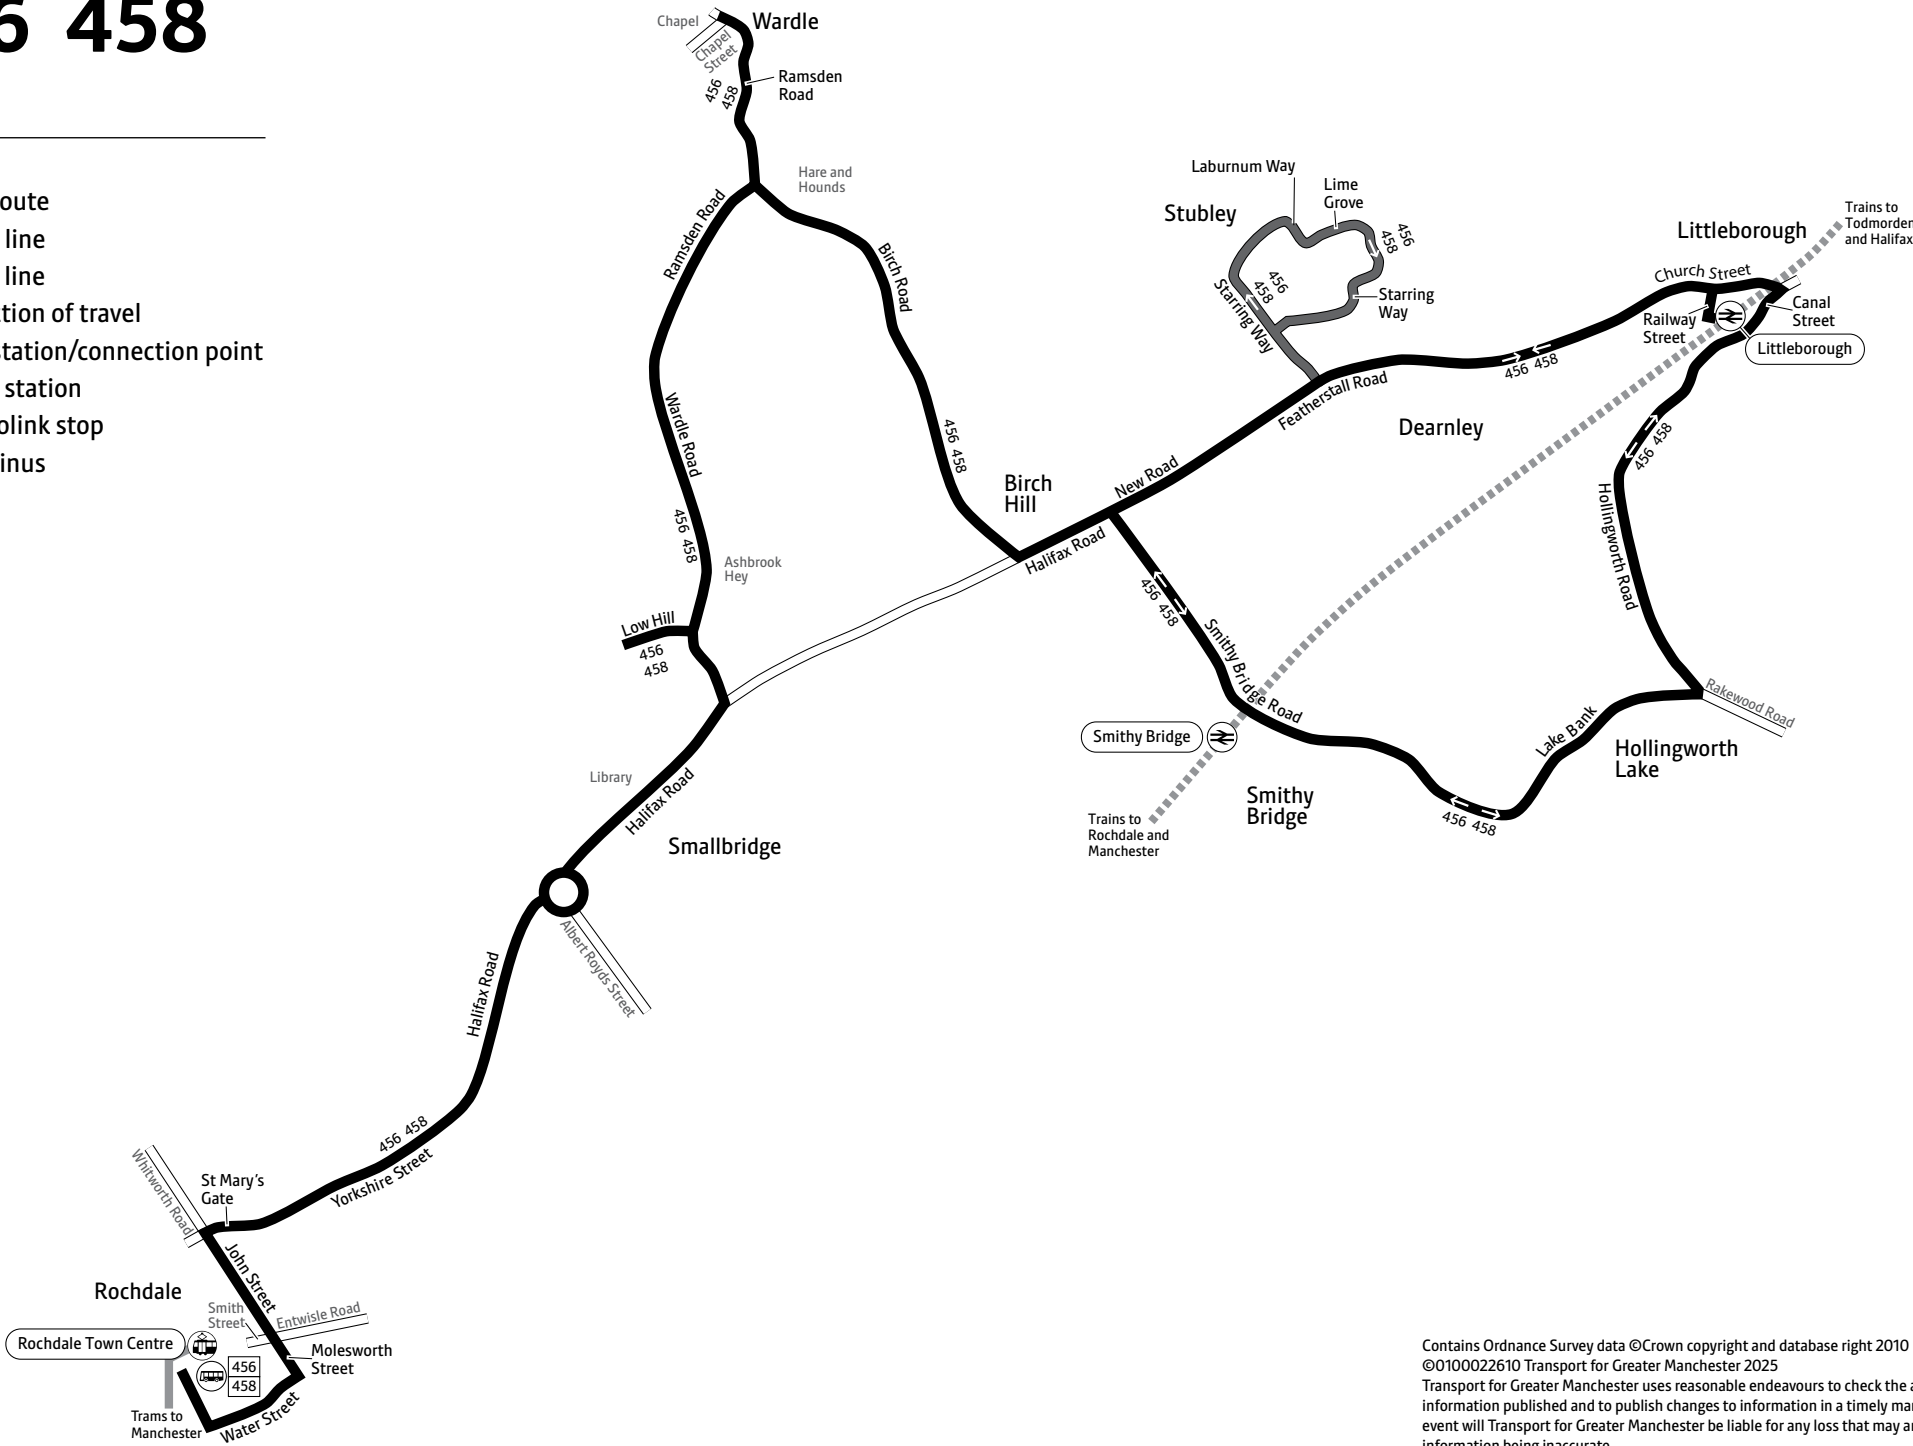 6 458
oute
line
line
tion of travel
station/connection point
station
olink stop
inus
Chapel
Wardle
Chapel
Street
456
458
Ramsden
Road
Hare and
Hounds
Ramsden Road
Birch Road
Wardle Road
456 458
456 458
Ashbrook
Hey
Low Hill
456
458
Birch
Hill
Halifax Road
New Road
Laburnum Way
Lime
Grove
Stubley
456
458
456
458
Starring Way
Starring
Way
Featherstall Road
Dearnley
456 458
Littleborough
Trains to
Todmorden
and Halifax
Church Street
Railway
Street
Canal
Street
Littleborough
456 458
Hollingworth Road
Rakewood Road
Lake Bank
Hollingworth
Lake
456 458
Smithy Bridge Road
Smithy Bridge
Smithy
Bridge
456 458
Trains to
Rochdale and
Manchester
Library
Halifax Road
Smallbridge
Albert Royds Street
Halifax Road
456 458
Yorkshire Street
Whitworth Road
St Mary's
Gate
John Street
Rochdale
Smith
Street
Entwisle Road
Rochdale Town Centre
456
458
Molesworth
Street
Trams to
Manchester
Water Street
Contains Ordnance Survey data ©Crown copyright and database right 2010
©0100022610 Transport for Greater Manchester 2025
Transport for Greater Manchester uses reasonable endeavours to check the a
information published and to publish changes to information in a timely mar
event will Transport for Greater Manchester be liable for any loss that may ar
information being inaccurate